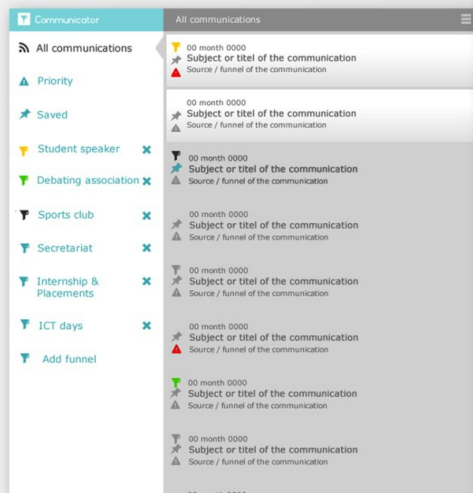 Communicator
All communications
All communications
Priority
Saved
Student speaker
Debating association
Sports club
Secretariat
Internship &
Placements
ICT days
Add funnel
00 month 0000
Subject or titel of the communication
Source / funnel of the communication
00 month 0000
Subject or titel of the communication
Source / funnel of the communication
00 month 0000
Subject or titel of the communication
Source / funnel of the communication
00 month 0000
Subject or titel of the communication
Source / funnel of the communication
00 month 0000
Subject or titel of the communication
Source / funnel of the communication
00 month 0000
Subject or titel of the communication
Source / funnel of the communication
00 month 0000
Subject or titel of the communication
Source / funnel of the communication
00 month 0000
Subject or titel of the communication
Source / funnel of the communication